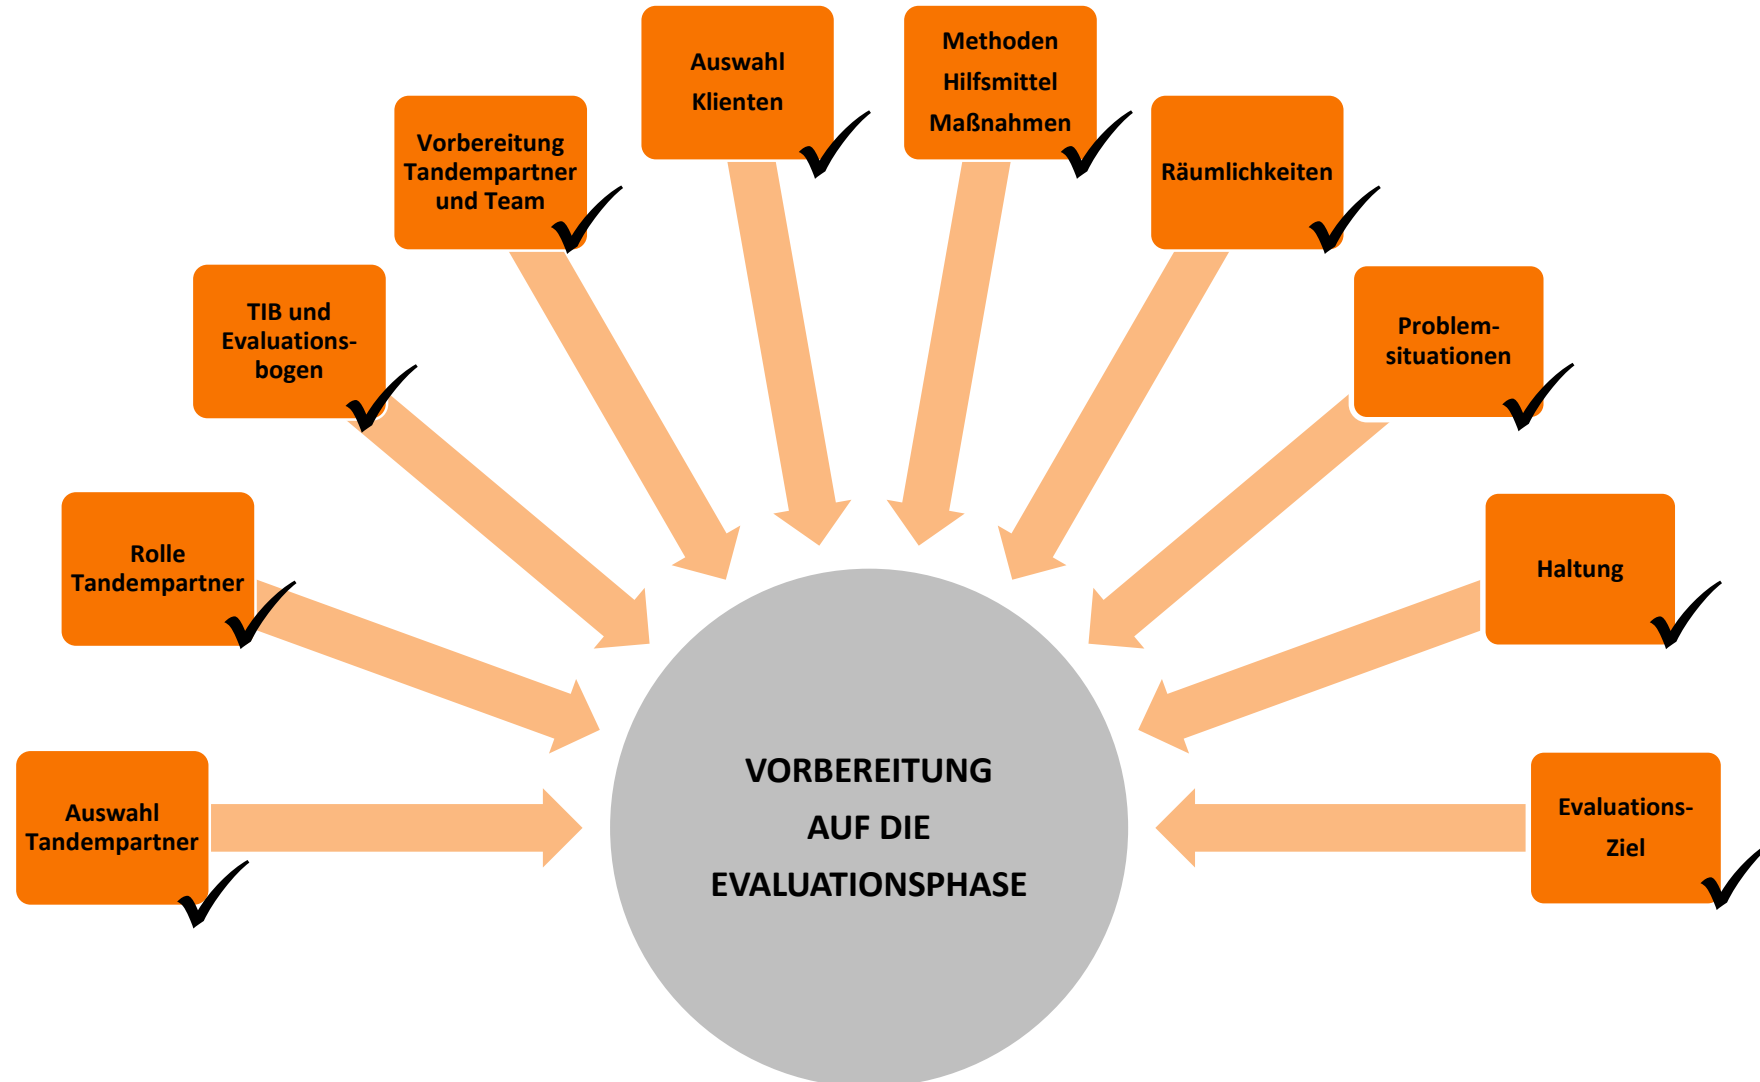 Auswahl
Tandempartner
Rolle
Tandempartner
TIB und
Evaluations-
bogen
Vorbereitung
Tandempartner
und Team
Auswahl
Klienten
Methoden
Hilfsmittel
Maßnahmen
Räumlichkeiten
Problem-
situationen
Haltung
Evaluations-
Ziel
VORBEREITUNG
AUF DIE
EVALUATIONSPHASE